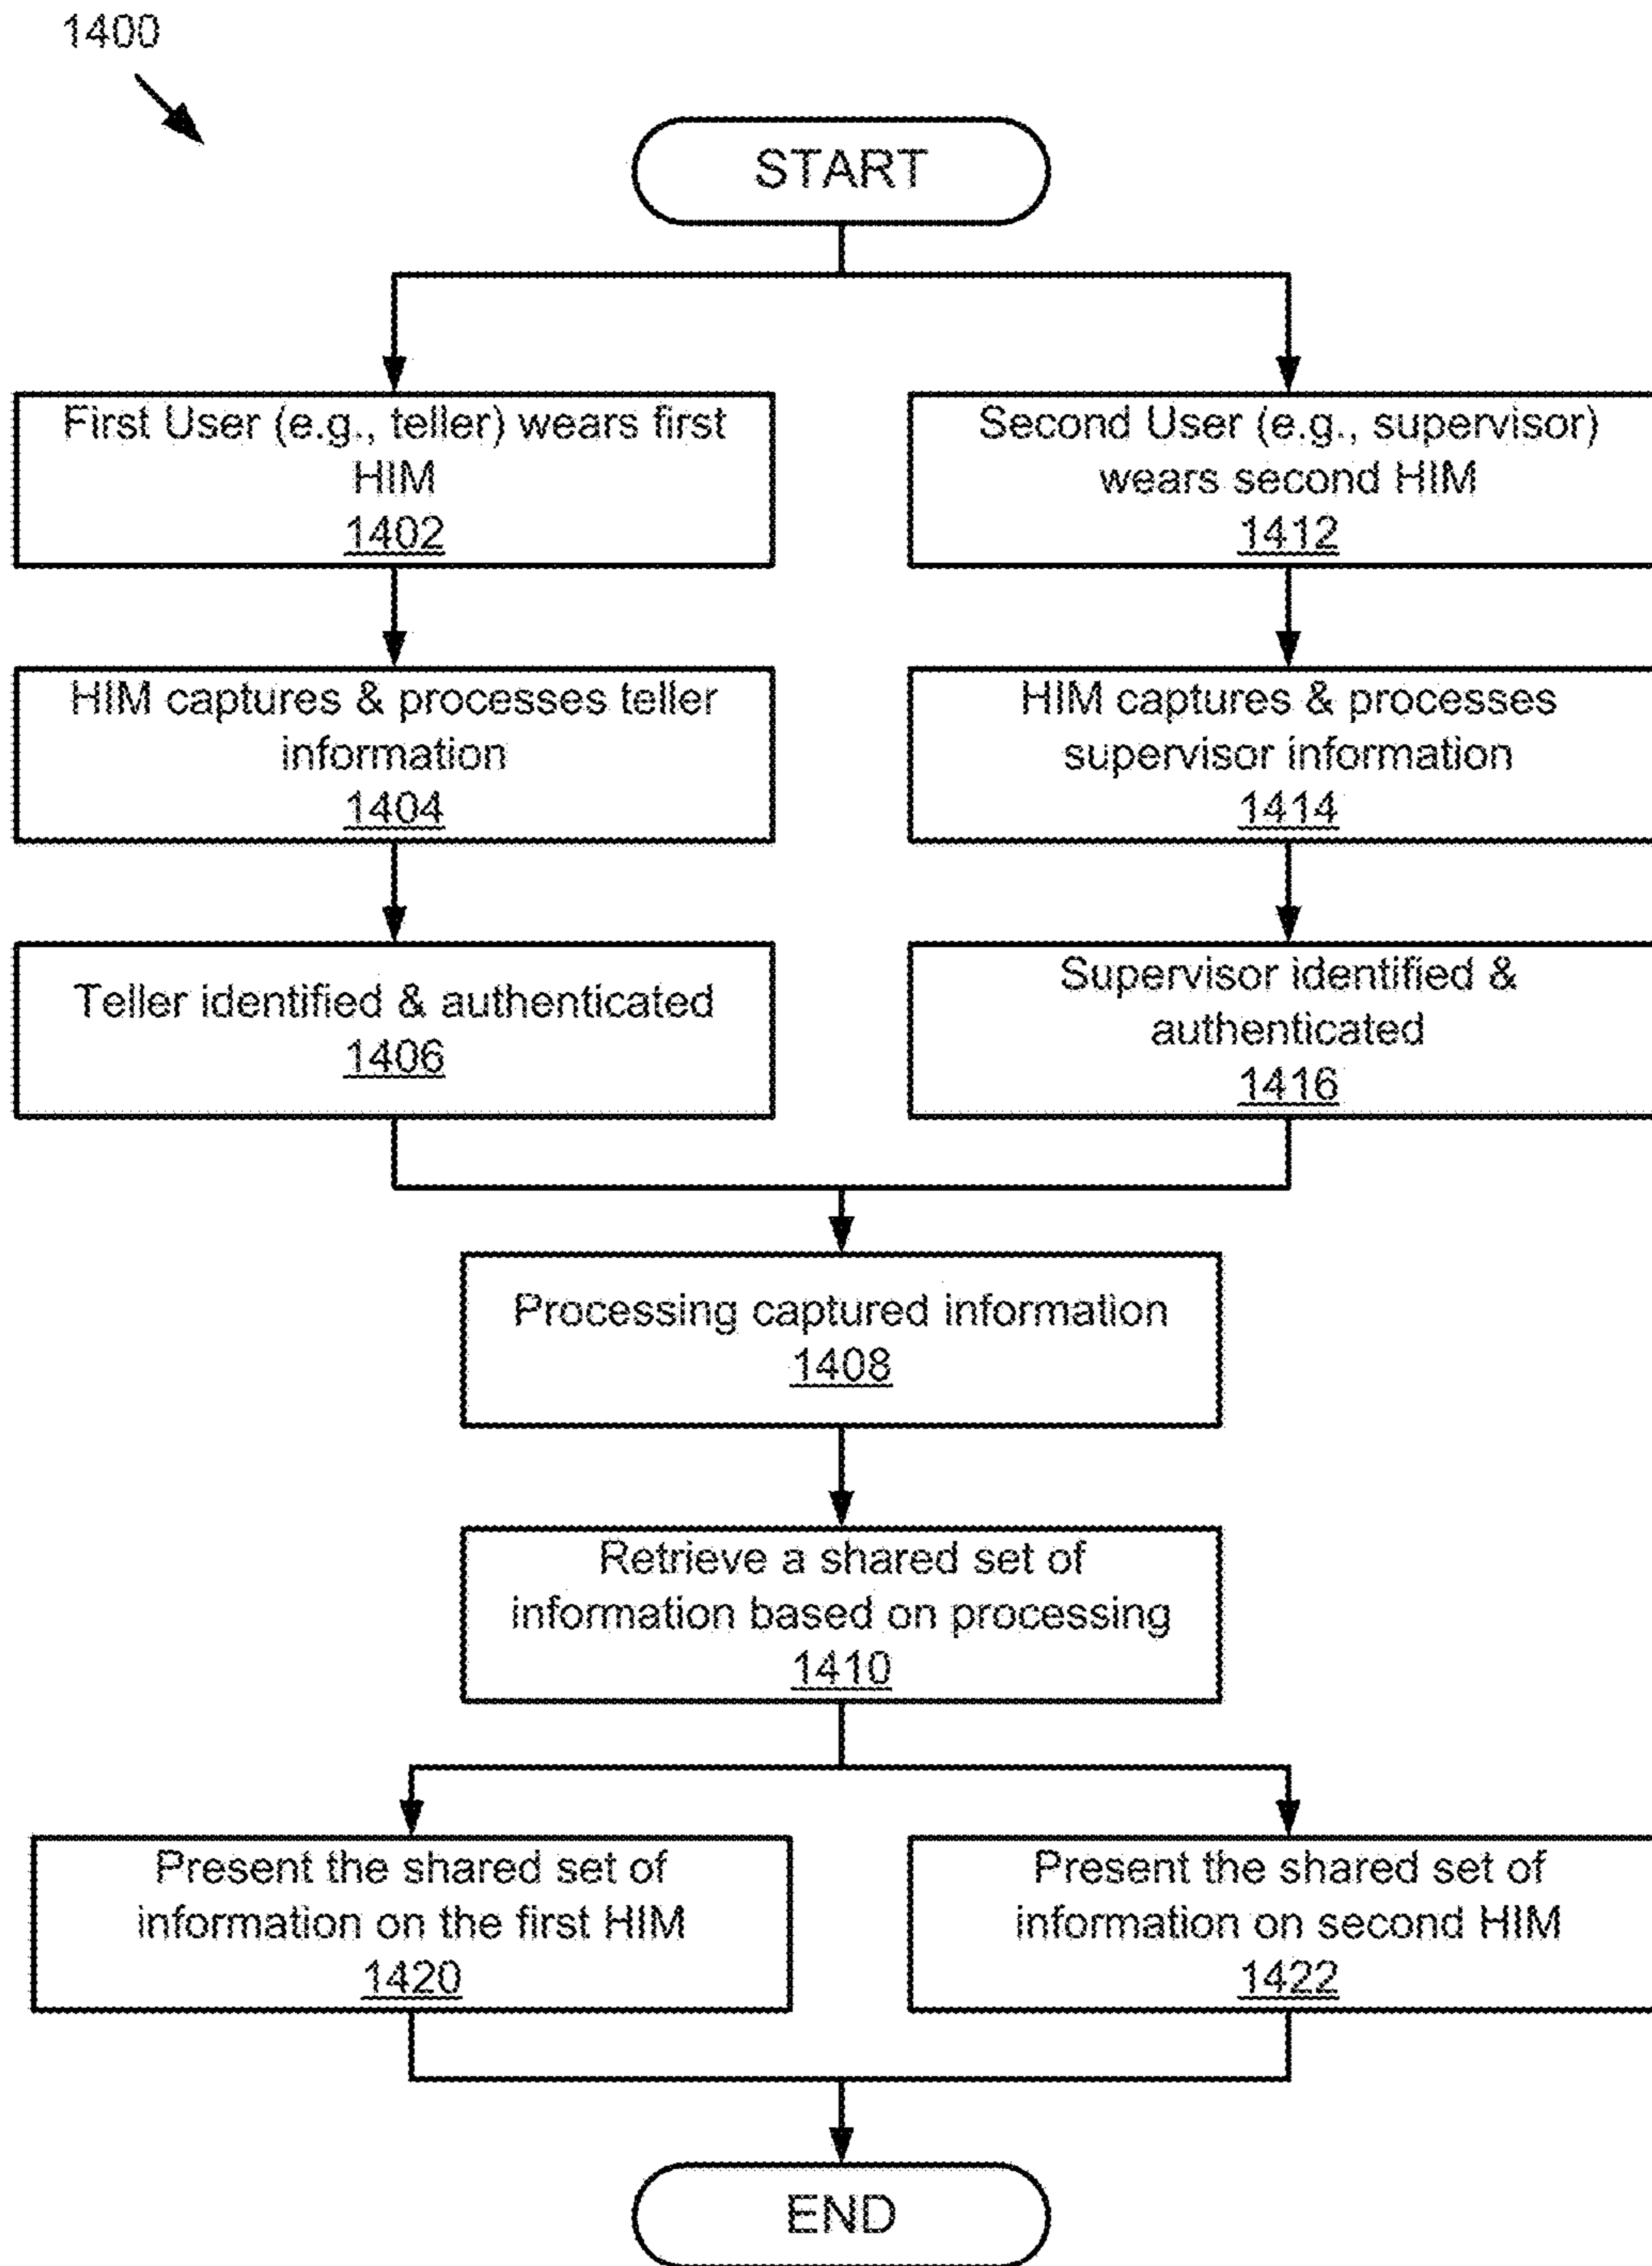 1400
START
First User (e.g., teller) wears first
HIM
1402
Second User (e.g., supervisor)
wears second HIM
1412
HIM captures & processes teller
information
1404
HIM captures & processes
supervisor information
1414
Teller identified & authenticated
1406
Supervisor identified &
authenticated
1416
Processing captured information
1408
Retrieve a shared set of
information based on processing
1410
Present the shared set of
information on the first HIM
1420
Present the shared set of
information on second HIM
1422
END